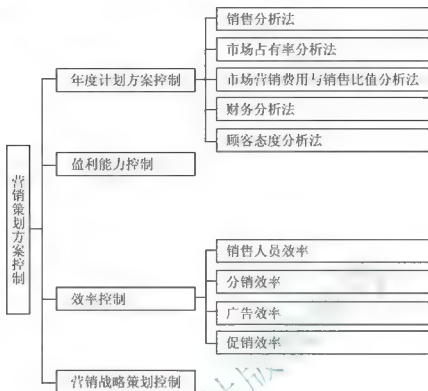 销售分析法
市场占有率分析法
年度计划方案控制
市场营销费用与销售比值分析法
财务分析法
顾客态度分析法
盈利能力控制
营销策划方案控制
销售人员效率
分销效率
效率控制
广告效率
促销效率
营销战略策划控制